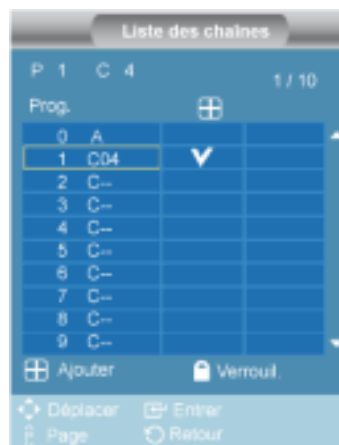 Liste des chaînes
P 1 C 4
1 / 10
Prog.
0 A
1 C04
2 C--
3 C--
4 C--
5 C--
6 C--
7 C--
8 C--
9 C--
Ajouter Verrouil.
Déplacer Entrer
Page Retour